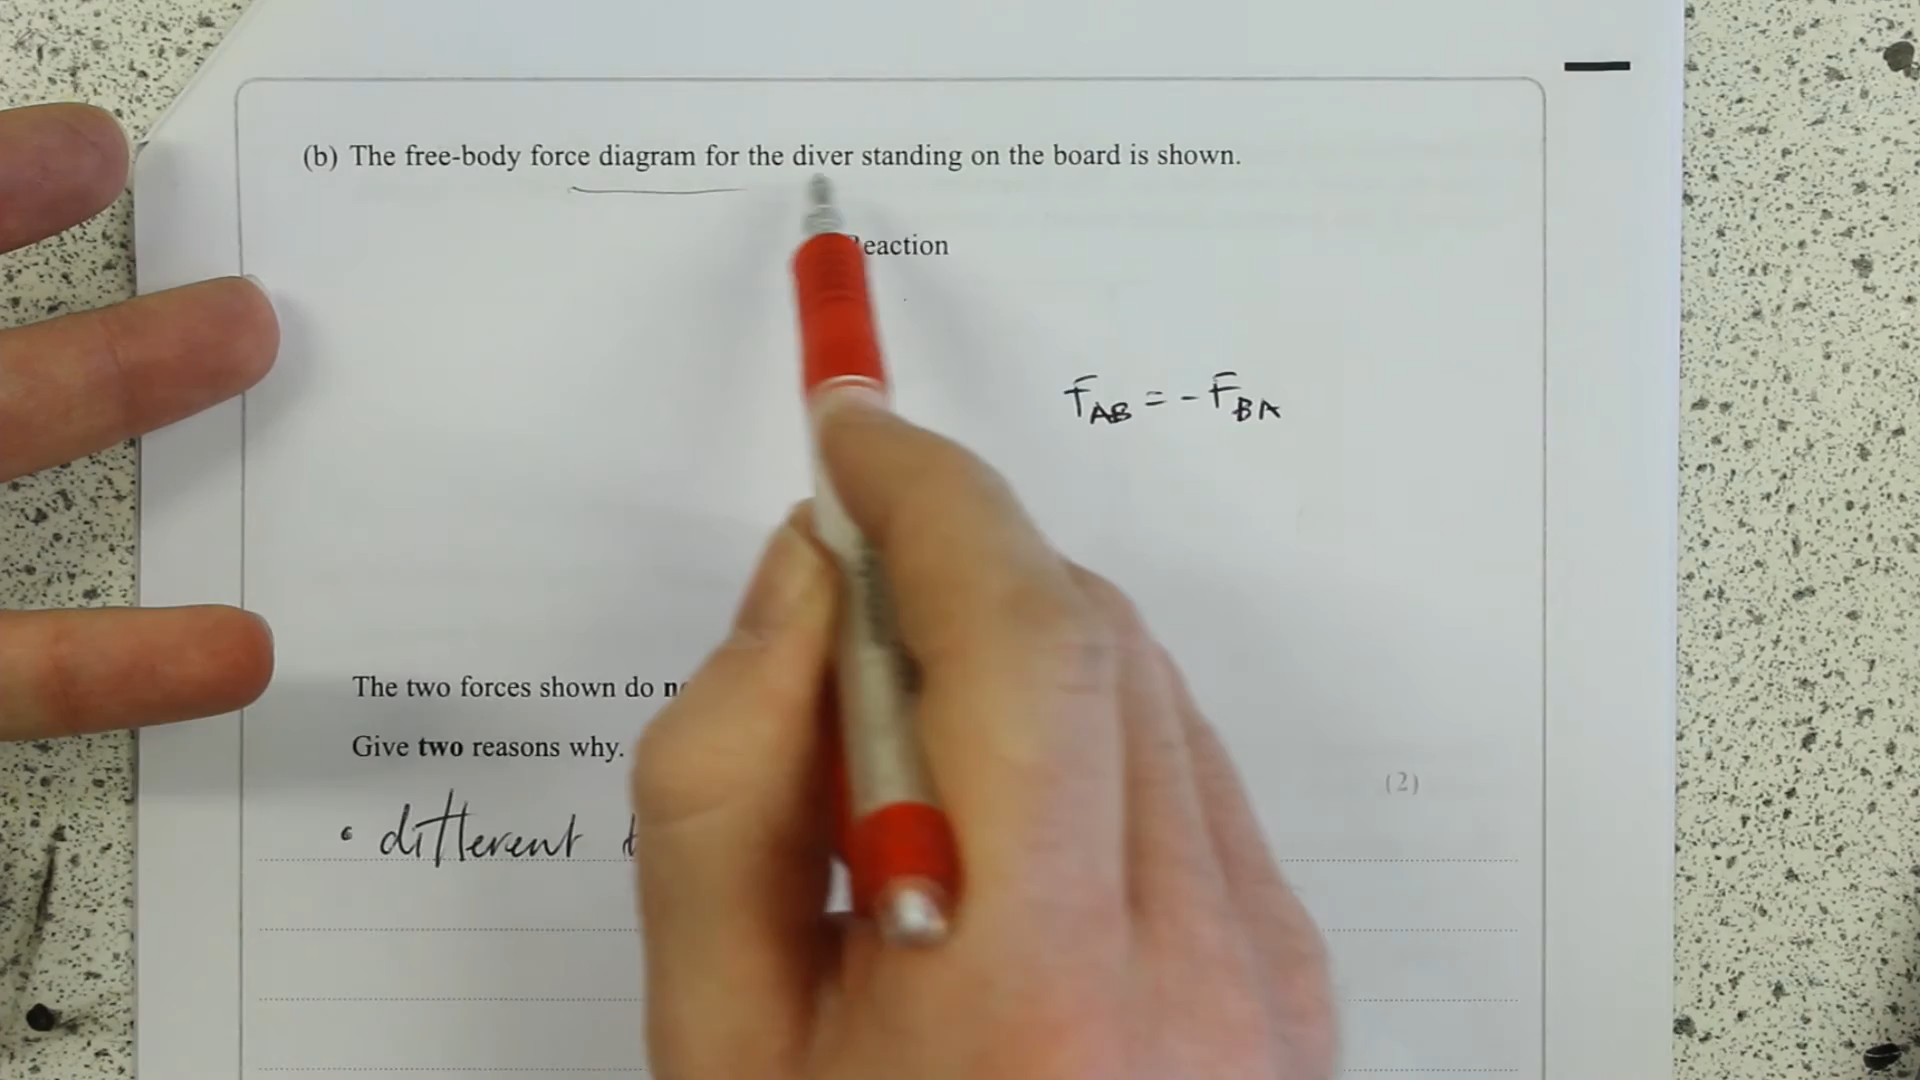 (b) The free-body force diagram for the diver standing on the board is shown.
Reaction
F_AB = -F_BA
The two forces shown do
Give two reasons why.
(2)
• different